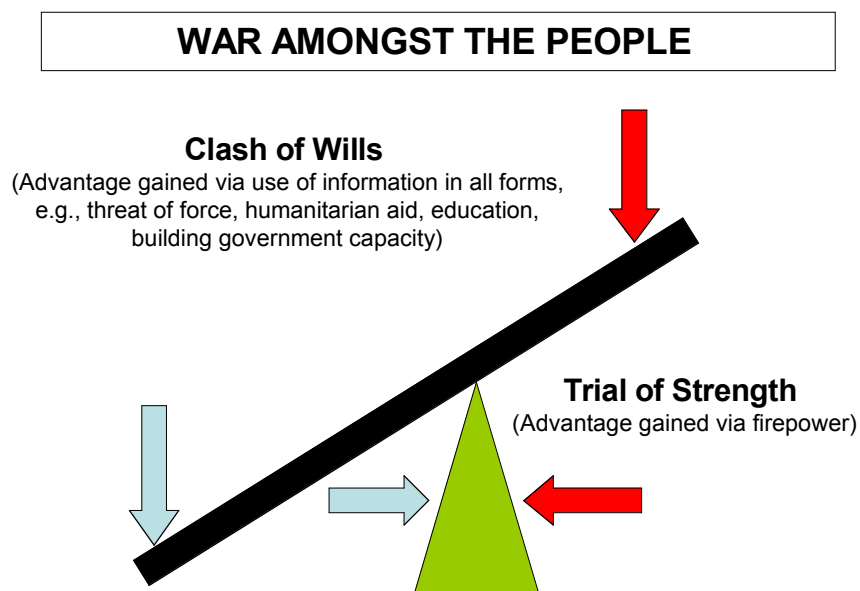 WAR AMONGST THE PEOPLE
Clash of Wills
(Advantage gained via use of information in all forms,
e.g., threat of force, humanitarian aid, education,
building government capacity)
Trial of Strength
(Advantage gained via firepower)